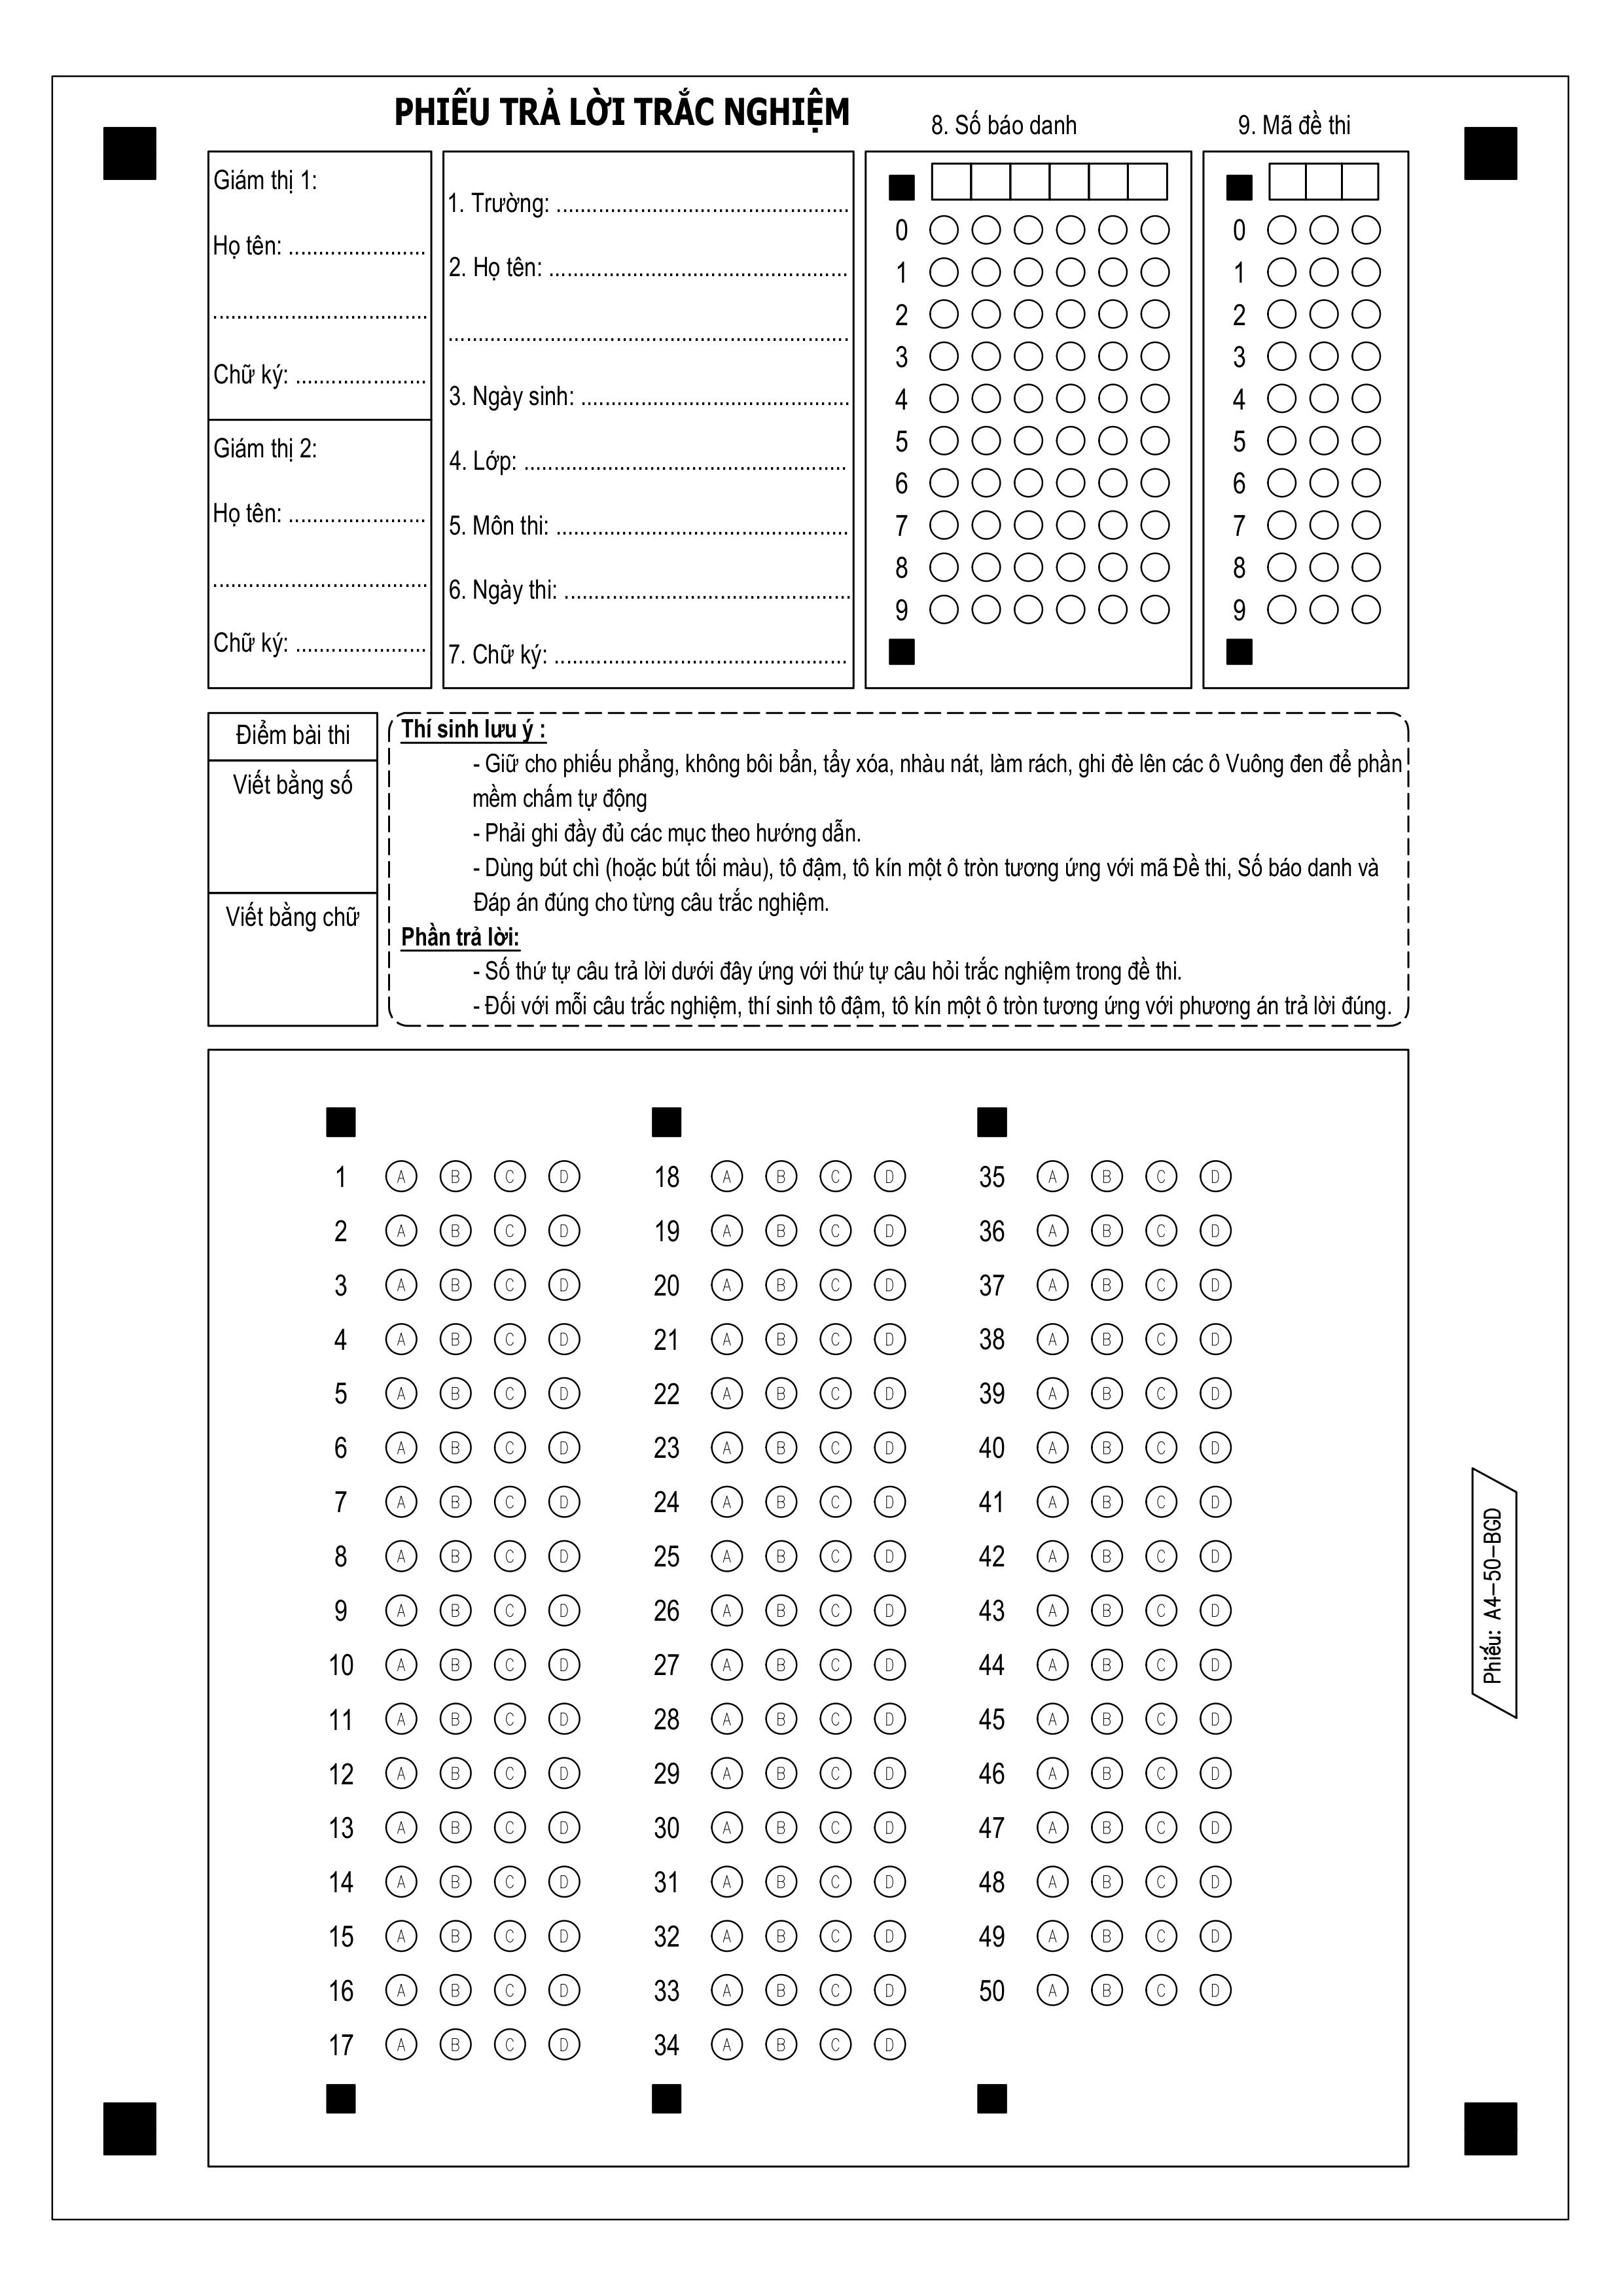 PHIẾU TRẢ LỜI TRẮC NGHIỆM
8. Số báo danh
9. Mã đề thi
Giám thị 1:
Họ tên: .......................
....................................
Chữ ký: ......................
Giám thị 2:
Họ tên: .......................
....................................
Chữ ký: ......................
1. Trường: .................................................
2. Họ tên: ..................................................
...................................................................
3. Ngày sinh: .............................................
4. Lớp: ......................................................
5. Môn thi: .................................................
6. Ngày thi: ................................................
7. Chữ ký: .................................................
0 0
1 1
2 2
3 3
4 4
5 5
6 6
7 7
8 8
9 9
Điểm bài thi
Viết bằng số
Viết bằng chữ
Thí sinh lưu ý :
- Giữ cho phiếu phẳng, không bôi bẩn, tẩy xóa, nhàu nát, làm rách, ghi đè lên các ô Vuông đen để phần
mềm chấm tự động
- Phải ghi đầy đủ các mục theo hướng dẫn.
- Dùng bút chì (hoặc bút tối màu), tô đậm, tô kín một ô tròn tương ứng với mã Đề thi, Số báo danh và
Đáp án đúng cho từng câu trắc nghiệm.
Phần trả lời:
- Số thứ tự câu trả lời dưới đây ứng với thứ tự câu hỏi trắc nghiệm trong đề thi.
- Đối với mỗi câu trắc nghiệm, thí sinh tô đậm, tô kín một ô tròn tương ứng với phương án trả lời đúng.
1 A B C D 18 A B C D 35 A B C D
2 A B C D 19 A B C D 36 A B C D
3 A B C D 20 A B C D 37 A B C D
4 A B C D 21 A B C D 38 A B C D
5 A B C D 22 A B C D 39 A B C D
6 A B C D 23 A B C D 40 A B C D
7 A B C D 24 A B C D 41 A B C D
8 A B C D 25 A B C D 42 A B C D
9 A B C D 26 A B C D 43 A B C D
10 A B C D 27 A B C D 44 A B C D
11 A B C D 28 A B C D 45 A B C D
12 A B C D 29 A B C D 46 A B C D
13 A B C D 30 A B C D 47 A B C D
14 A B C D 31 A B C D 48 A B C D
15 A B C D 32 A B C D 49 A B C D
16 A B C D 33 A B C D 50 A B C D
17 A B C D 34 A B C D
Phiếu: A4-50-BGD